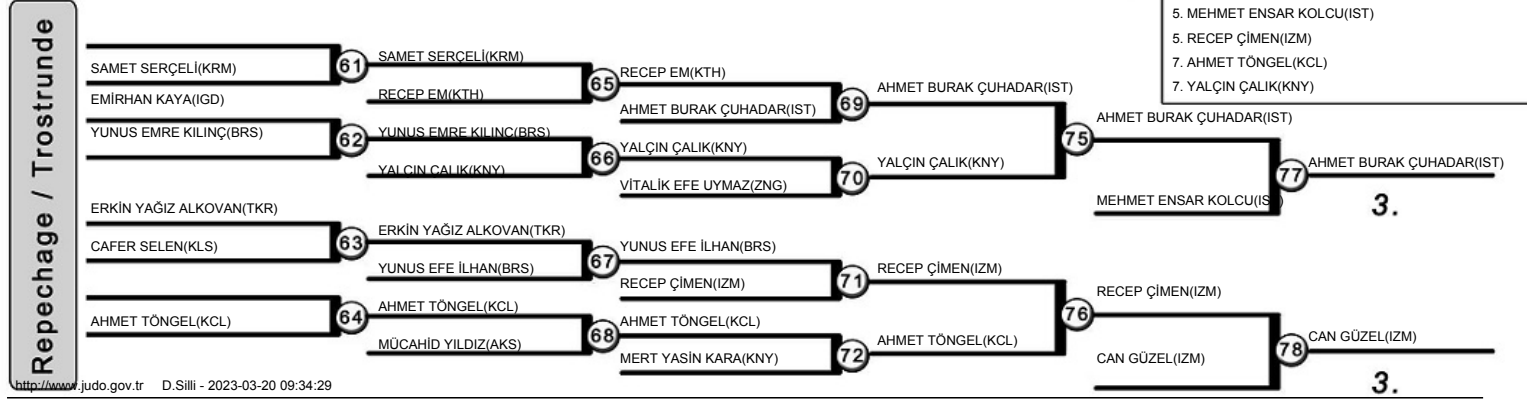 Repechage / Trostrunde
5. MEHMET ENSAR KOLCU(IST)
5. RECEP ÇİMEN(IZM)
7. AHMET TÖNGEL(KCL)
7. YALÇIN ÇALIK(KNY)
SAMET SERÇELİ(KRM)
EMİRHAN KAYA(IGD)
YUNUS EMRE KILINÇ(BRS)
ERKİN YAĞIZ ALKOVAN(TKR)
CAFER SELEN(KLS)
AHMET TÖNGEL(KCL)
61
62
63
64
SAMET SERÇELİ(KRM)
RECEP EM(KTH)
YUNUS EMRE KILINÇ(BRS)
YALÇIN ÇALIK(KNY)
ERKİN YAĞIZ ALKOVAN(TKR)
YUNUS EFE İLHAN(BRS)
AHMET TÖNGEL(KCL)
MÜCAHİD YILDIZ(AKS)
65
66
67
68
RECEP EM(KTH)
AHMET BURAK ÇUHADAR(IST)
YALÇIN ÇALIK(KNY)
VİTALİK EFE UYMAZ(ZNG)
YUNUS EFE İLHAN(BRS)
RECEP ÇİMEN(IZM)
AHMET TÖNGEL(KCL)
MERT YASİN KARA(KNY)
69
70
71
72
AHMET BURAK ÇUHADAR(IST)
YALÇIN ÇALIK(KNY)
RECEP ÇİMEN(IZM)
AHMET TÖNGEL(KCL)
75
76
AHMET BURAK ÇUHADAR(IST)
MEHMET ENSAR KOLCU(IS
RECEP ÇİMEN(IZM)
CAN GÜZEL(IZM)
77
78
AHMET BURAK ÇUHADAR(IST)
3.
CAN GÜZEL(IZM)
3.
http://www.judo.gov.tr D.Silli - 2023-03-20 09:34:29